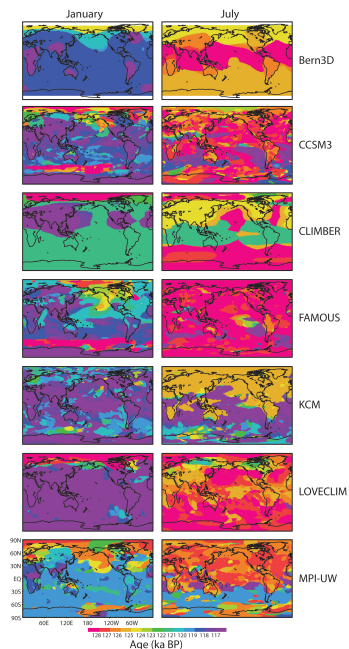 January July
Bern3D
CCSM3
CLIMBER
FAMOUS
KCM
LOVECLIM
90N
60N
30N
EQ
30S
60S
90S
MPI-UW
60E 120E 180 120W 60W
128 127 126 125 124 123 122 121 120 119 118 117
Age (ka BP)